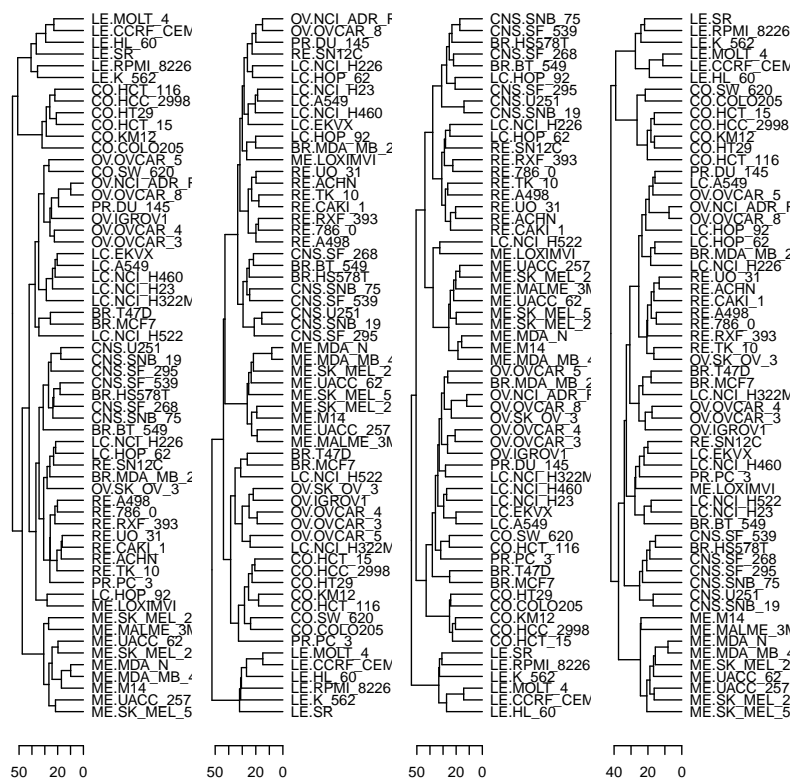 LE.MOLT_4
LE.CCRF_CEM
LE.HL_60
LE.SR
LE.RPMI_8226
LE.K_562
CO.HCT_116
CO.HCC_2998
CO.HT29
CO.HCT_15
CO.KM12
CO.COLO205
OV.OVCAR_5
CO.SW_620
OV.NCI_ADR_F
OV.OVCAR_8
PR.DU_145
OV.IGROV1
OV.OVCAR_4
OV.OVCAR_3
LC.EKVX
LC.A549
LC.NCI_H460
LC.NCI_H23
LC.NCI_H322M
BR.T47D
BR.MCF7
LC.NCI_H522
CNS.U251
CNS.SNB_19
CNS.SF_295
CNS.SF_539
BR.HS578T
CNS.SF_268
CNS.SNB_75
BR.BT_549
LC.NCI_H226
LC.HOP_62
RE.SN12C
BR.MDA_MB_2
OV.SK_OV_3
RE.A498
RE.786_0
RE.RXF_393
RE.UO_31
RE.CAKI_1
RE.ACHN
RE.TK_10
PR.PC_3
LC.HOP_92
ME.LOXIMVI
ME.SK_MEL_2
ME.MALME_3M
ME.UACC_62
ME.SK_MEL_2
ME.MDA_N
ME.MDA_MB_4
ME.M14
ME.UACC_257
ME.SK_MEL_5
50 20 0
OV.NCI_ADR_F
OV.OVCAR_8
PR.DU_145
RE.SN12C
LC.NCI_H226
LC.HOP_62
LC.NCI_H23
LC.A549
LC.NCI_H460
LC.EKVX
LC.HOP_92
BR.MDA_MB_2
ME.LOXIMVI
RE.UO_31
RE.ACHN
RE.TK_10
RE.CAKI_1
RE.RXF_393
RE.786_0
RE.A498
CNS.SF_268
BR.BT_549
BR.HS578T
CNS.SNB_75
CNS.SF_539
CNS.U251
CNS.SNB_19
CNS.SF_295
ME.MDA_N
ME.MDA_MB_4
ME.SK_MEL_2
ME.UACC_62
ME.SK_MEL_5
ME.SK_MEL_2
ME.M14
ME.UACC_257
ME.MALME_3M
BR.T47D
BR.MCF7
LC.NCI_H522
OV.SK_OV_3
OV.IGROV1
OV.OVCAR_4
OV.OVCAR_3
OV.OVCAR_5
LC.NCI_H322M
CO.HCT_15
CO.HCC_2998
CO.HT29
CO.KM12
CO.HCT_116
CO.SW_620
CO.COLO205
PR.PC_3
LE.MOLT_4
LE.CCRF_CEM
LE.HL_60
LE.RPMI_8226
LE.K_562
LE.SR
50 20 0
CNS.SNB_75
CNS.SF_539
BR.HS578T
CNS.SF_268
BR.BT_549
LC.HOP_92
CNS.SF_295
CNS.U251
CNS.SNB_19
LC.NCI_H226
LC.HOP_62
RE.SN12C
RE.RXF_393
RE.786_0
RE.TK_10
RE.A498
RE.UO_31
RE.ACHN
RE.CAKI_1
LC.NCI_H522
ME.LOXIMVI
ME.UACC_257
ME.SK_MEL_2
ME.MALME_3M
ME.UACC_62
ME.SK_MEL_5
ME.SK_MEL_2
ME.MDA_N
ME.M14
ME.MDA_MB_4
OV.OVCAR_5
BR.MDA_MB_2
OV.NCI_ADR_F
OV.OVCAR_8
OV.SK_OV_3
OV.OVCAR_4
OV.OVCAR_3
OV.IGROV1
PR.DU_145
LC.NCI_H322M
LC.NCI_H460
LC.NCI_H23
LC.EKVX
LC.A549
CO.SW_620
CO.HCT_116
PR.PC_3
BR.T47D
BR.MCF7
CO.HT29
CO.COLO205
CO.KM12
CO.HCC_2998
CO.HCT_15
LE.SR
LE.RPMI_8226
LE.K_562
LE.MOLT_4
LE.CCRF_CEM
LE.HL_60
50 20 0
LE.SR
LE.RPMI_8226
LE.K_562
LE.MOLT_4
LE.CCRF_CEM
LE.HL_60
CO.SW_620
CO.COLO205
CO.HCT_15
CO.HCC_2998
CO.KM12
CO.HT29
CO.HCT_116
PR.DU_145
LC.A549
OV.OVCAR_5
OV.NCI_ADR_F
OV.OVCAR_8
LC.HOP_92
LC.HOP_62
BR.MDA_MB_2
LC.NCI_H226
RE.UO_31
RE.ACHN
RE.CAKI_1
RE.A498
RE.786_0
RE.RXF_393
RE.TK_10
OV.SK_OV_3
BR.T47D
BR.MCF7
LC.NCI_H322M
OV.OVCAR_4
OV.OVCAR_3
OV.IGROV1
RE.SN12C
LC.EKVX
LC.NCI_H460
PR.PC_3
ME.LOXIMVI
LC.NCI_H522
LC.NCI_H23
BR.BT_549
CNS.SF_539
BR.HS578T
CNS.SF_268
CNS.SF_295
CNS.SNB_75
CNS.U251
CNS.SNB_19
ME.M14
ME.MALME_3M
ME.MDA_N
ME.MDA_MB_4
ME.SK_MEL_2
ME.UACC_62
ME.UACC_257
ME.SK_MEL_2
ME.SK_MEL_5
40 20 0